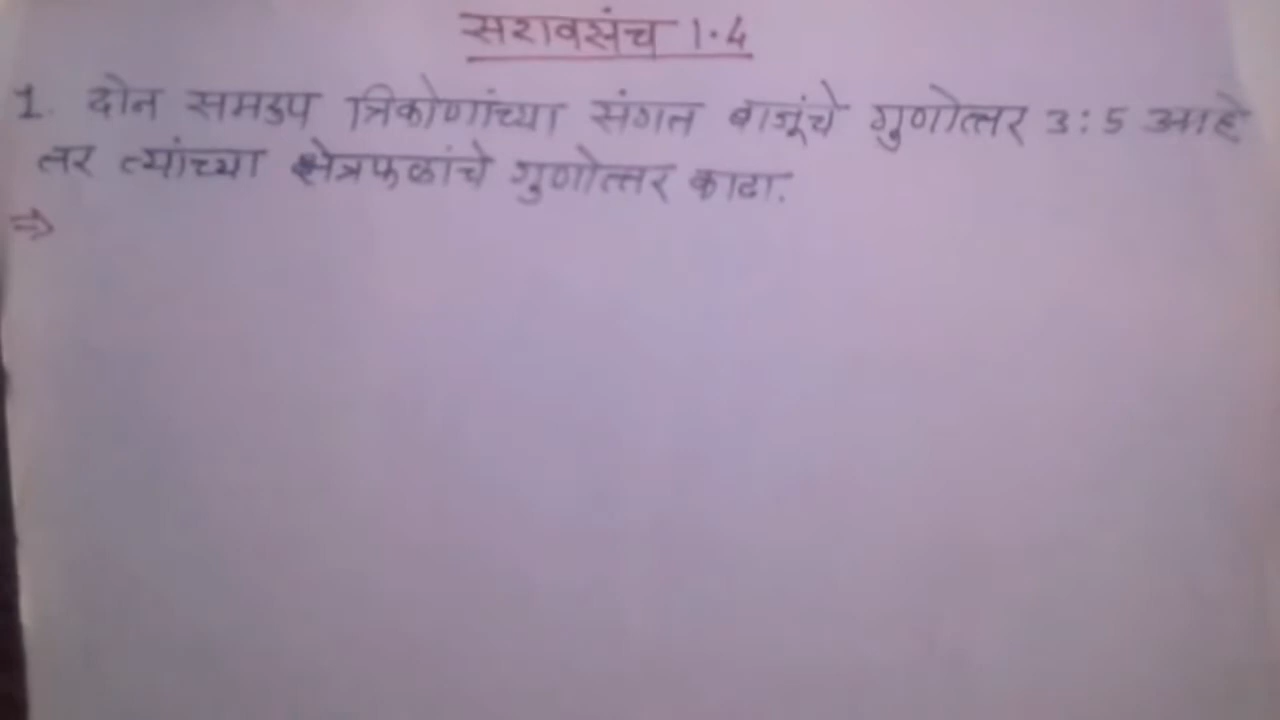 सरावसंच 1.4
1. दोन समरुप त्रिकोणांच्या संगत बाजूंचे गुणोत्तर 3:5 आहे
तर त्यांच्या क्षेत्रफळांचे गुणोत्तर काढा.
⇒